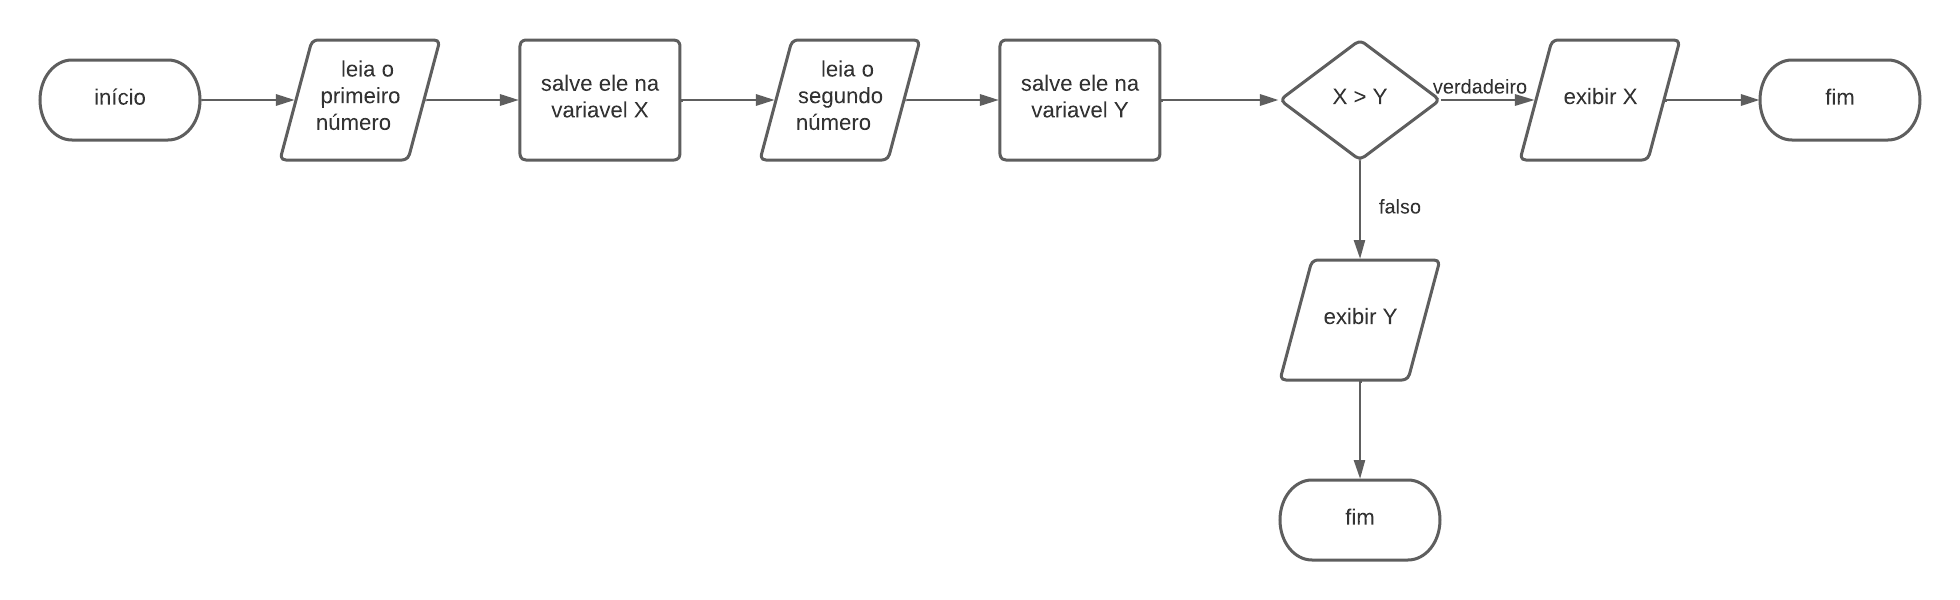 início
leia o
primeiro
número
salve ele na
variavel X
leia o
segundo
número
salve ele na
variavel Y
X > Y
verdadeiro
exibir X
fim
falso
exibir Y
fim